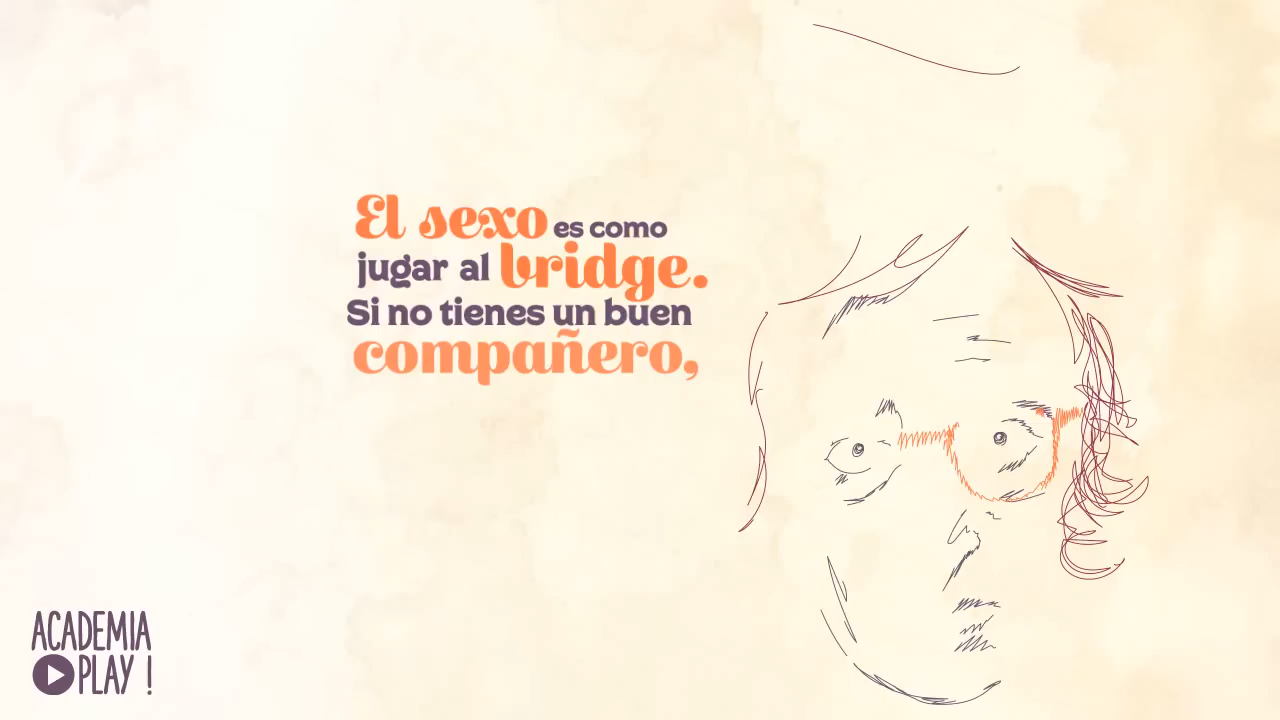 El sexo es como
jugar al bridge.
Si no tienes un buen
compañero,
ACADEMIA
PLAY !